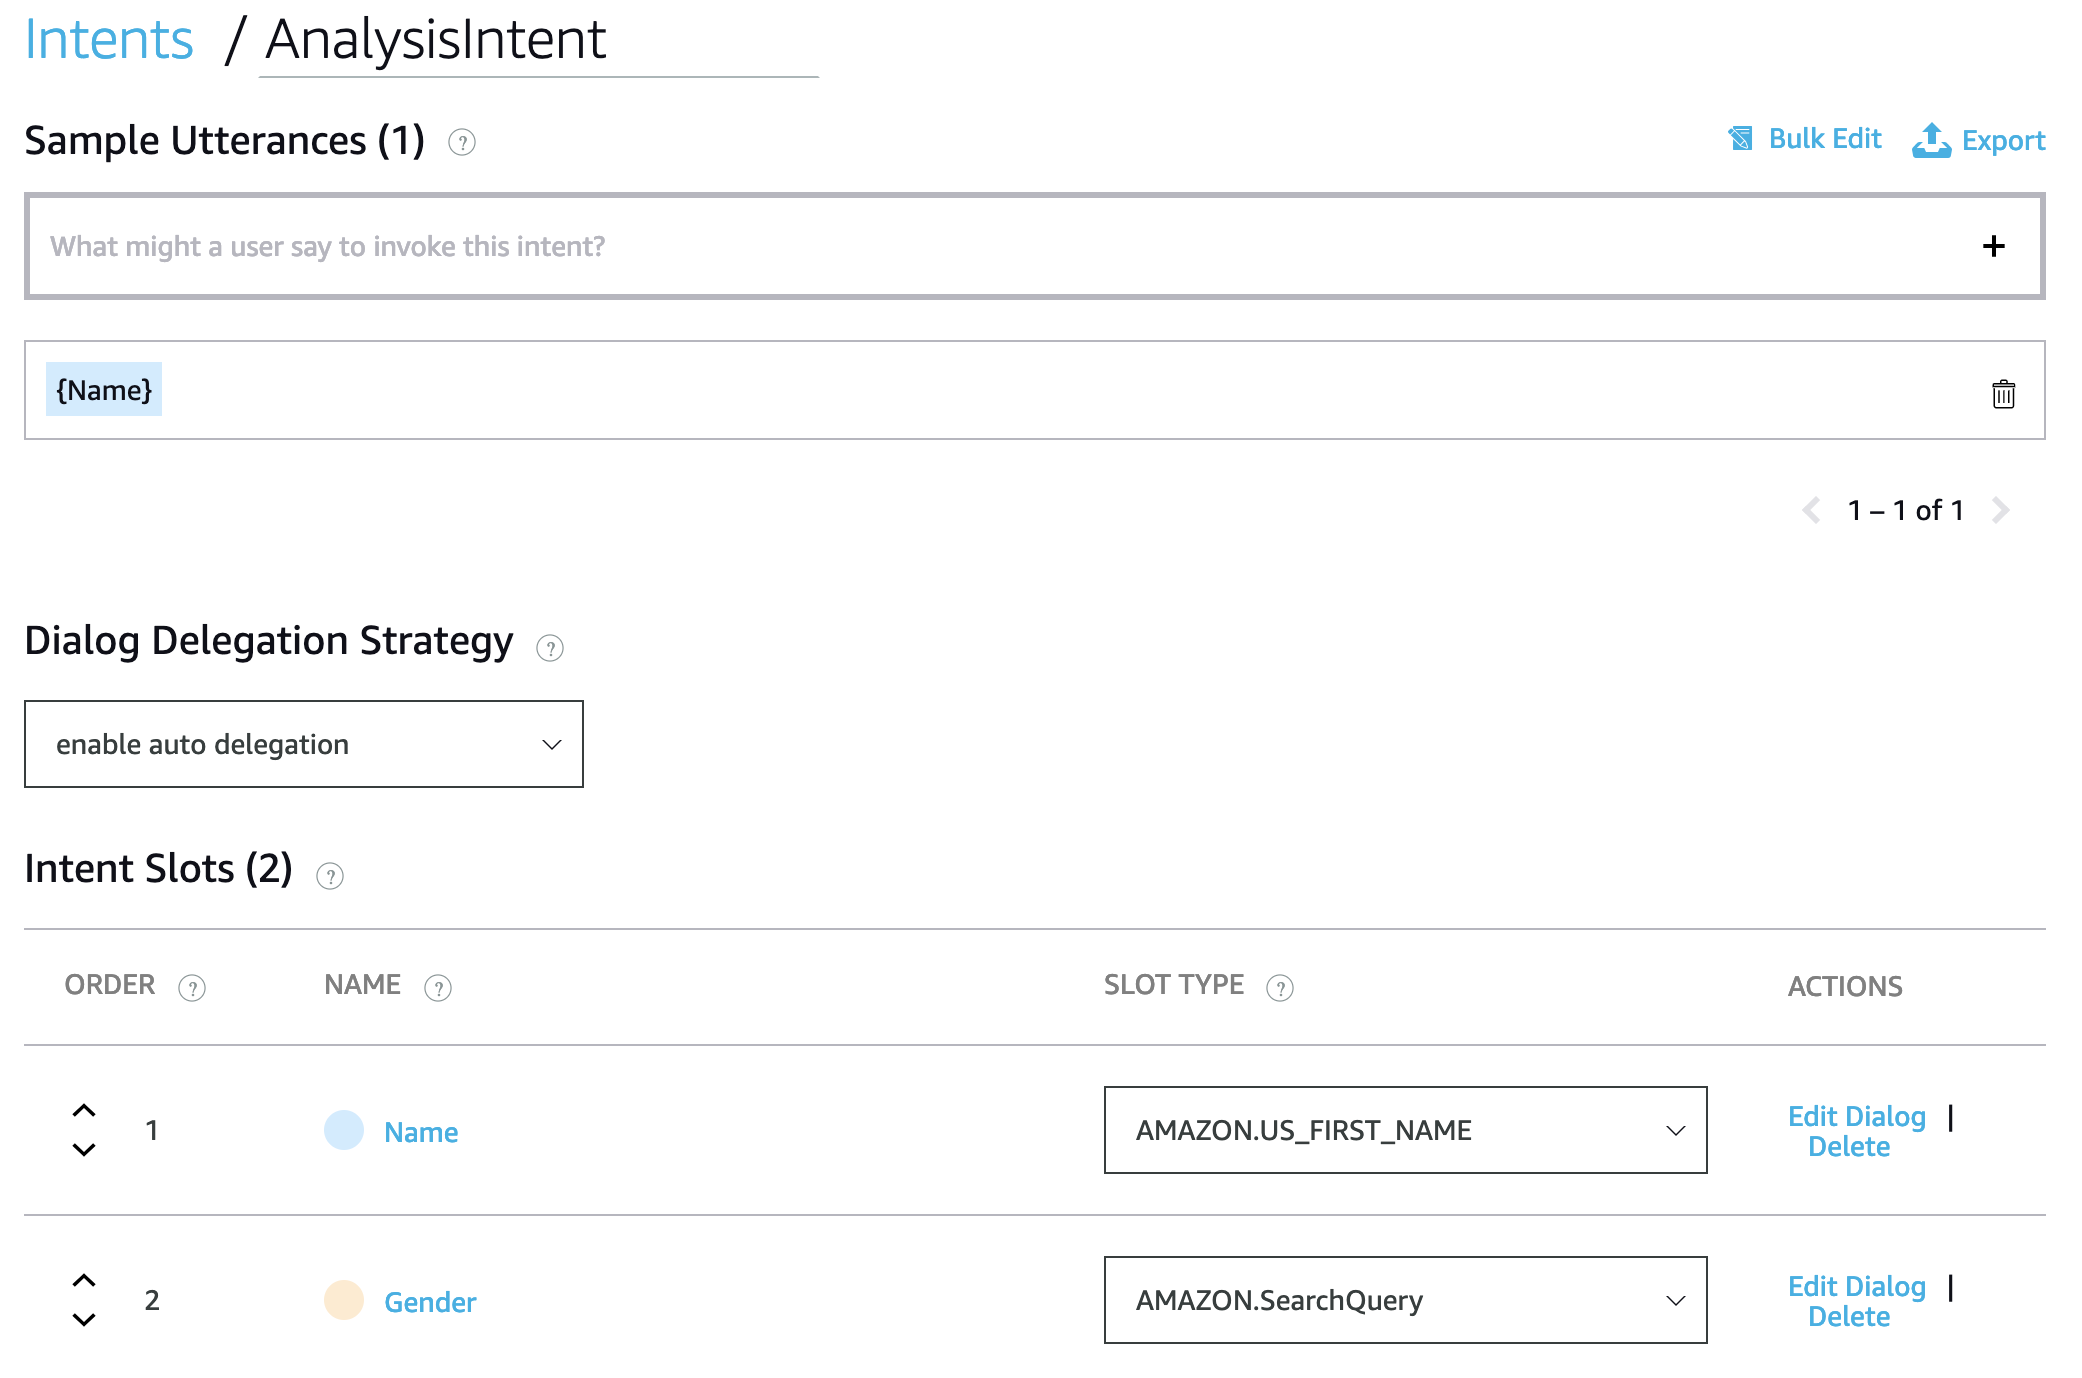 Intents / AnalysisIntent
Sample Utterances (1) ?
Bulk Edit Export
What might a user say to invoke this intent? +
{Name}
1 – 1 of 1
Dialog Delegation Strategy ?
enable auto delegation
Intent Slots (2) ?
ORDER ? NAME ? SLOT TYPE ? ACTIONS
1 Name AMAZON.US_FIRST_NAME Edit Dialog |
Delete
2 Gender AMAZON.SearchQuery Edit Dialog |
Delete